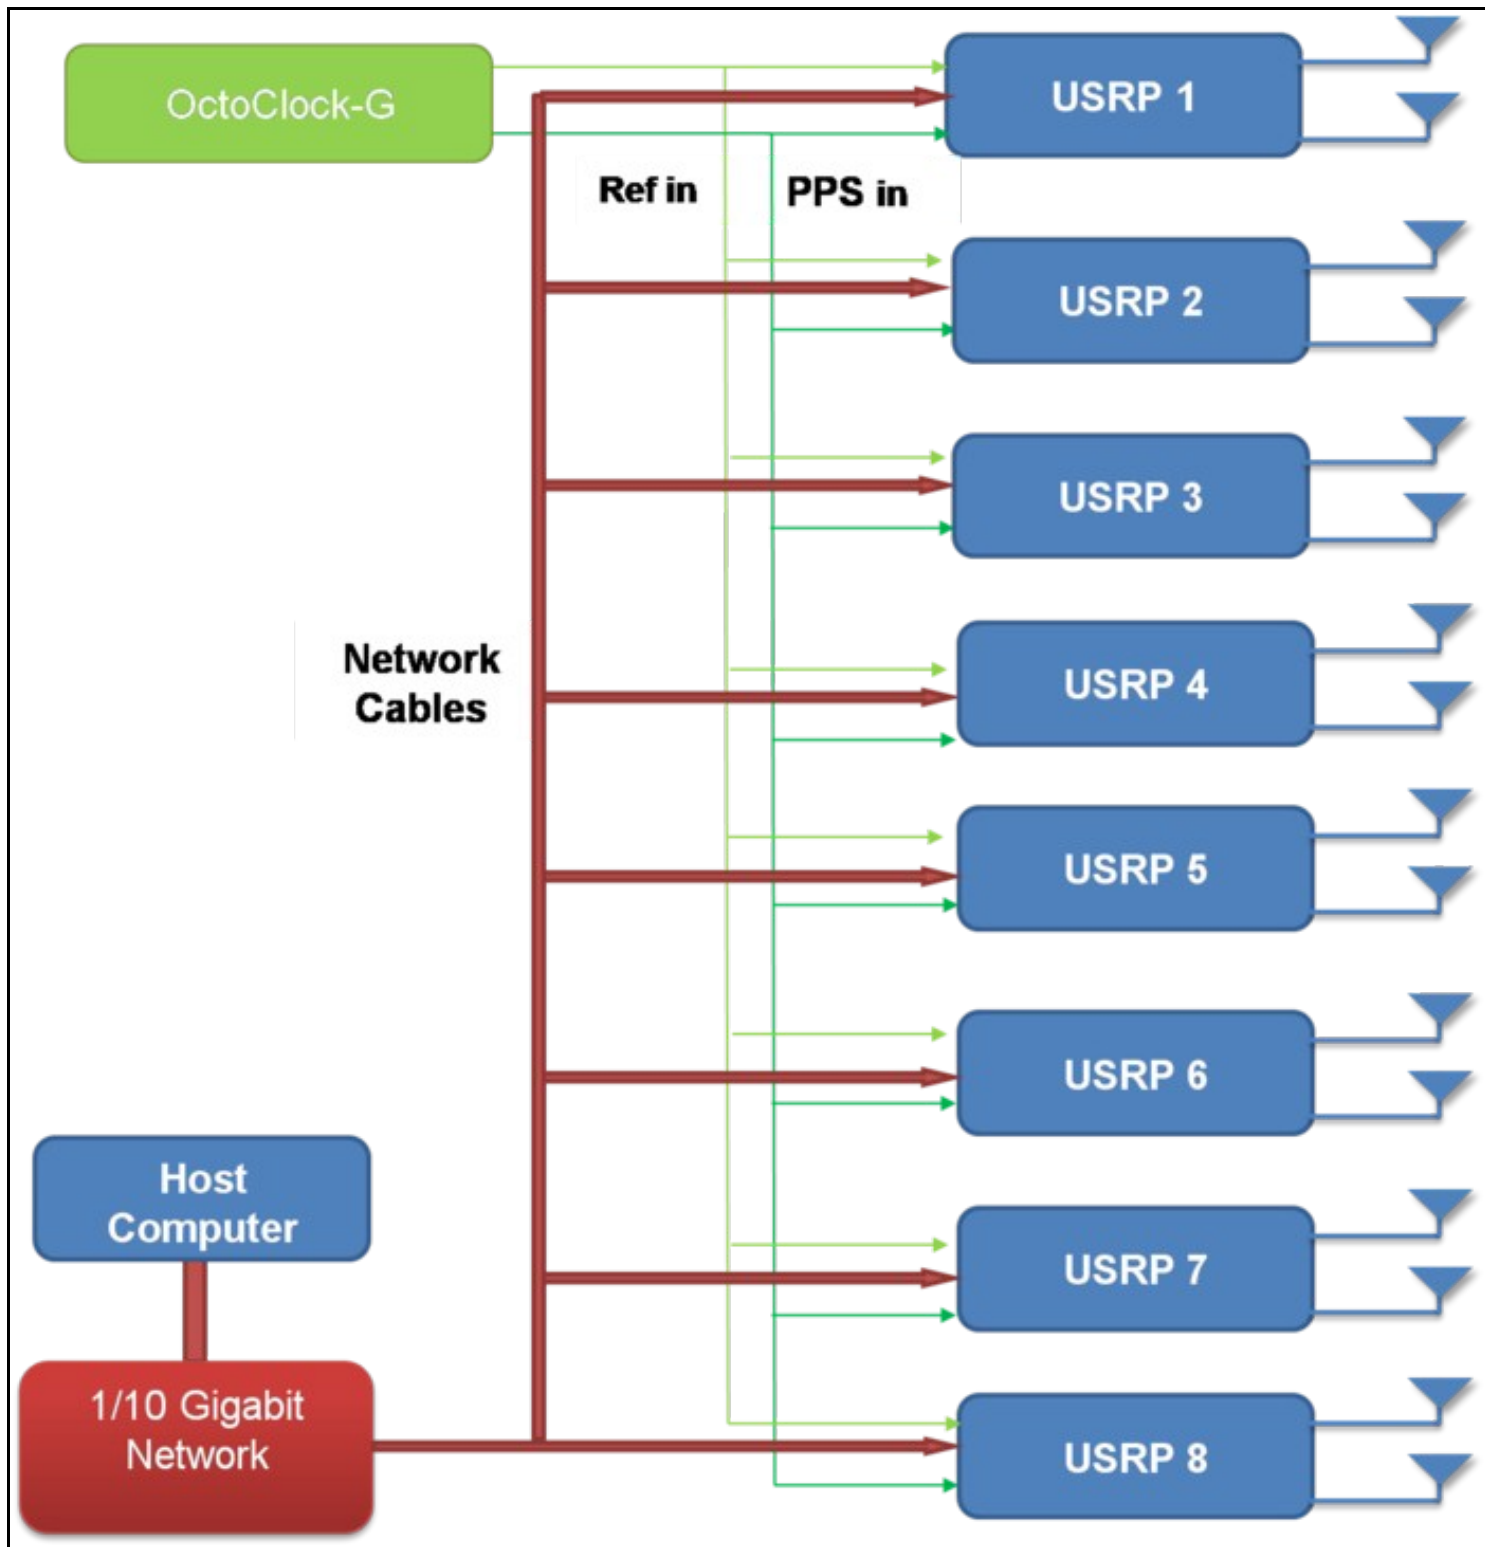 OctoClock-G
USRP 1
Ref in
PPS in
USRP 2
USRP 3
Network
Cables
USRP 4
USRP 5
USRP 6
Host
Computer
USRP 7
1/10 Gigabit
Network
USRP 8